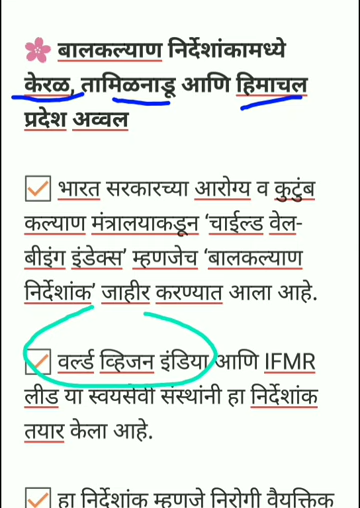 🌸 बालकल्याण निर्देशांकामध्ये
केरळ, तामिळनाडू आणि हिमाचल
प्रदेश अव्वल
भारत सरकारच्या आरोग्य व कुटुंब
कल्याण मंत्रालयाकडून ‘चाईल्ड वेल-
बीइंग इंडेक्स’ म्हणजेच ‘बालकल्याण
निर्देशांक’ जाहीर करण्यात आला आहे.
वर्ल्ड व्हिजन इंडिया आणि IFMR
लीड या स्वयंसेवी संस्थांनी हा निर्देशांक
तयार केला आहे.
हा निर्देशांक म्हणजे निरोगी वैयक्तिक